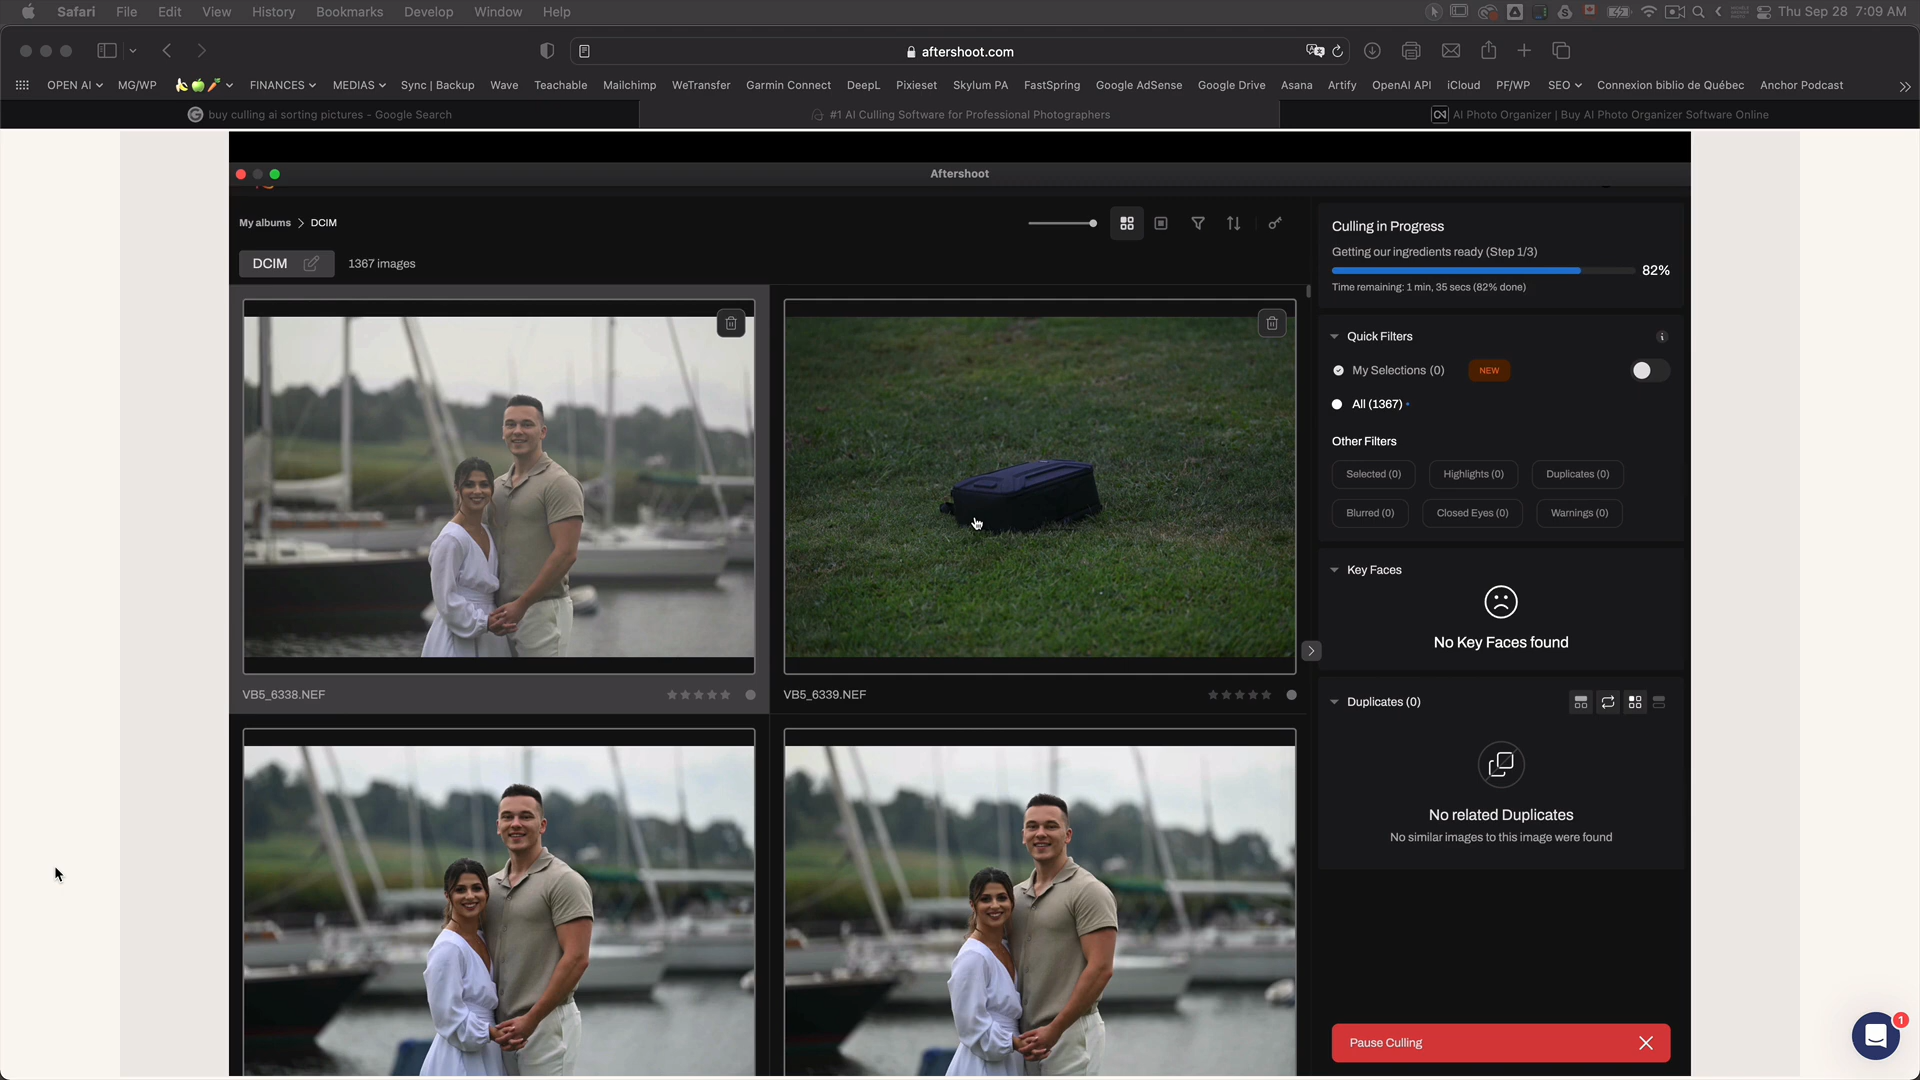 Safari File Edit View History Bookmarks Develop Window Help Thu Sep 28 7:09 AM
aftershoot.com
OPEN AI MG/WP FINANCES MEDIAS Sync | Backup Wave Teachable Mailchimp WeTransfer Garmin Connect DeepL Pixieset Skylum PA FastSpring Google AdSense Google Drive Asana Artify OpenAI API iCloud PF/WP SEO Connexion biblio de Québec Anchor Podcast
buy culling ai sorting pictures - Google Search #1 AI Culling Software for Professional Photographers AI Photo Organizer | Buy AI Photo Organizer Software Online
Aftershoot
My albums > DCIM
DCIM 1367 images
Culling in Progress
Getting our ingredients ready (Step 1/3)
82%
Time remaining: 1 min, 35 secs (82% done)
Quick Filters
My Selections (0) NEW
All (1367)
Other Filters
Selected (0) Highlights (0) Duplicates (0)
Blurred (0) Closed Eyes (0) Warnings (0)
Key Faces
No Key Faces found
VB5_6338.NEF VB5_6339.NEF
Duplicates (0)
No related Duplicates
No similar images to this image were found
Pause Culling
1